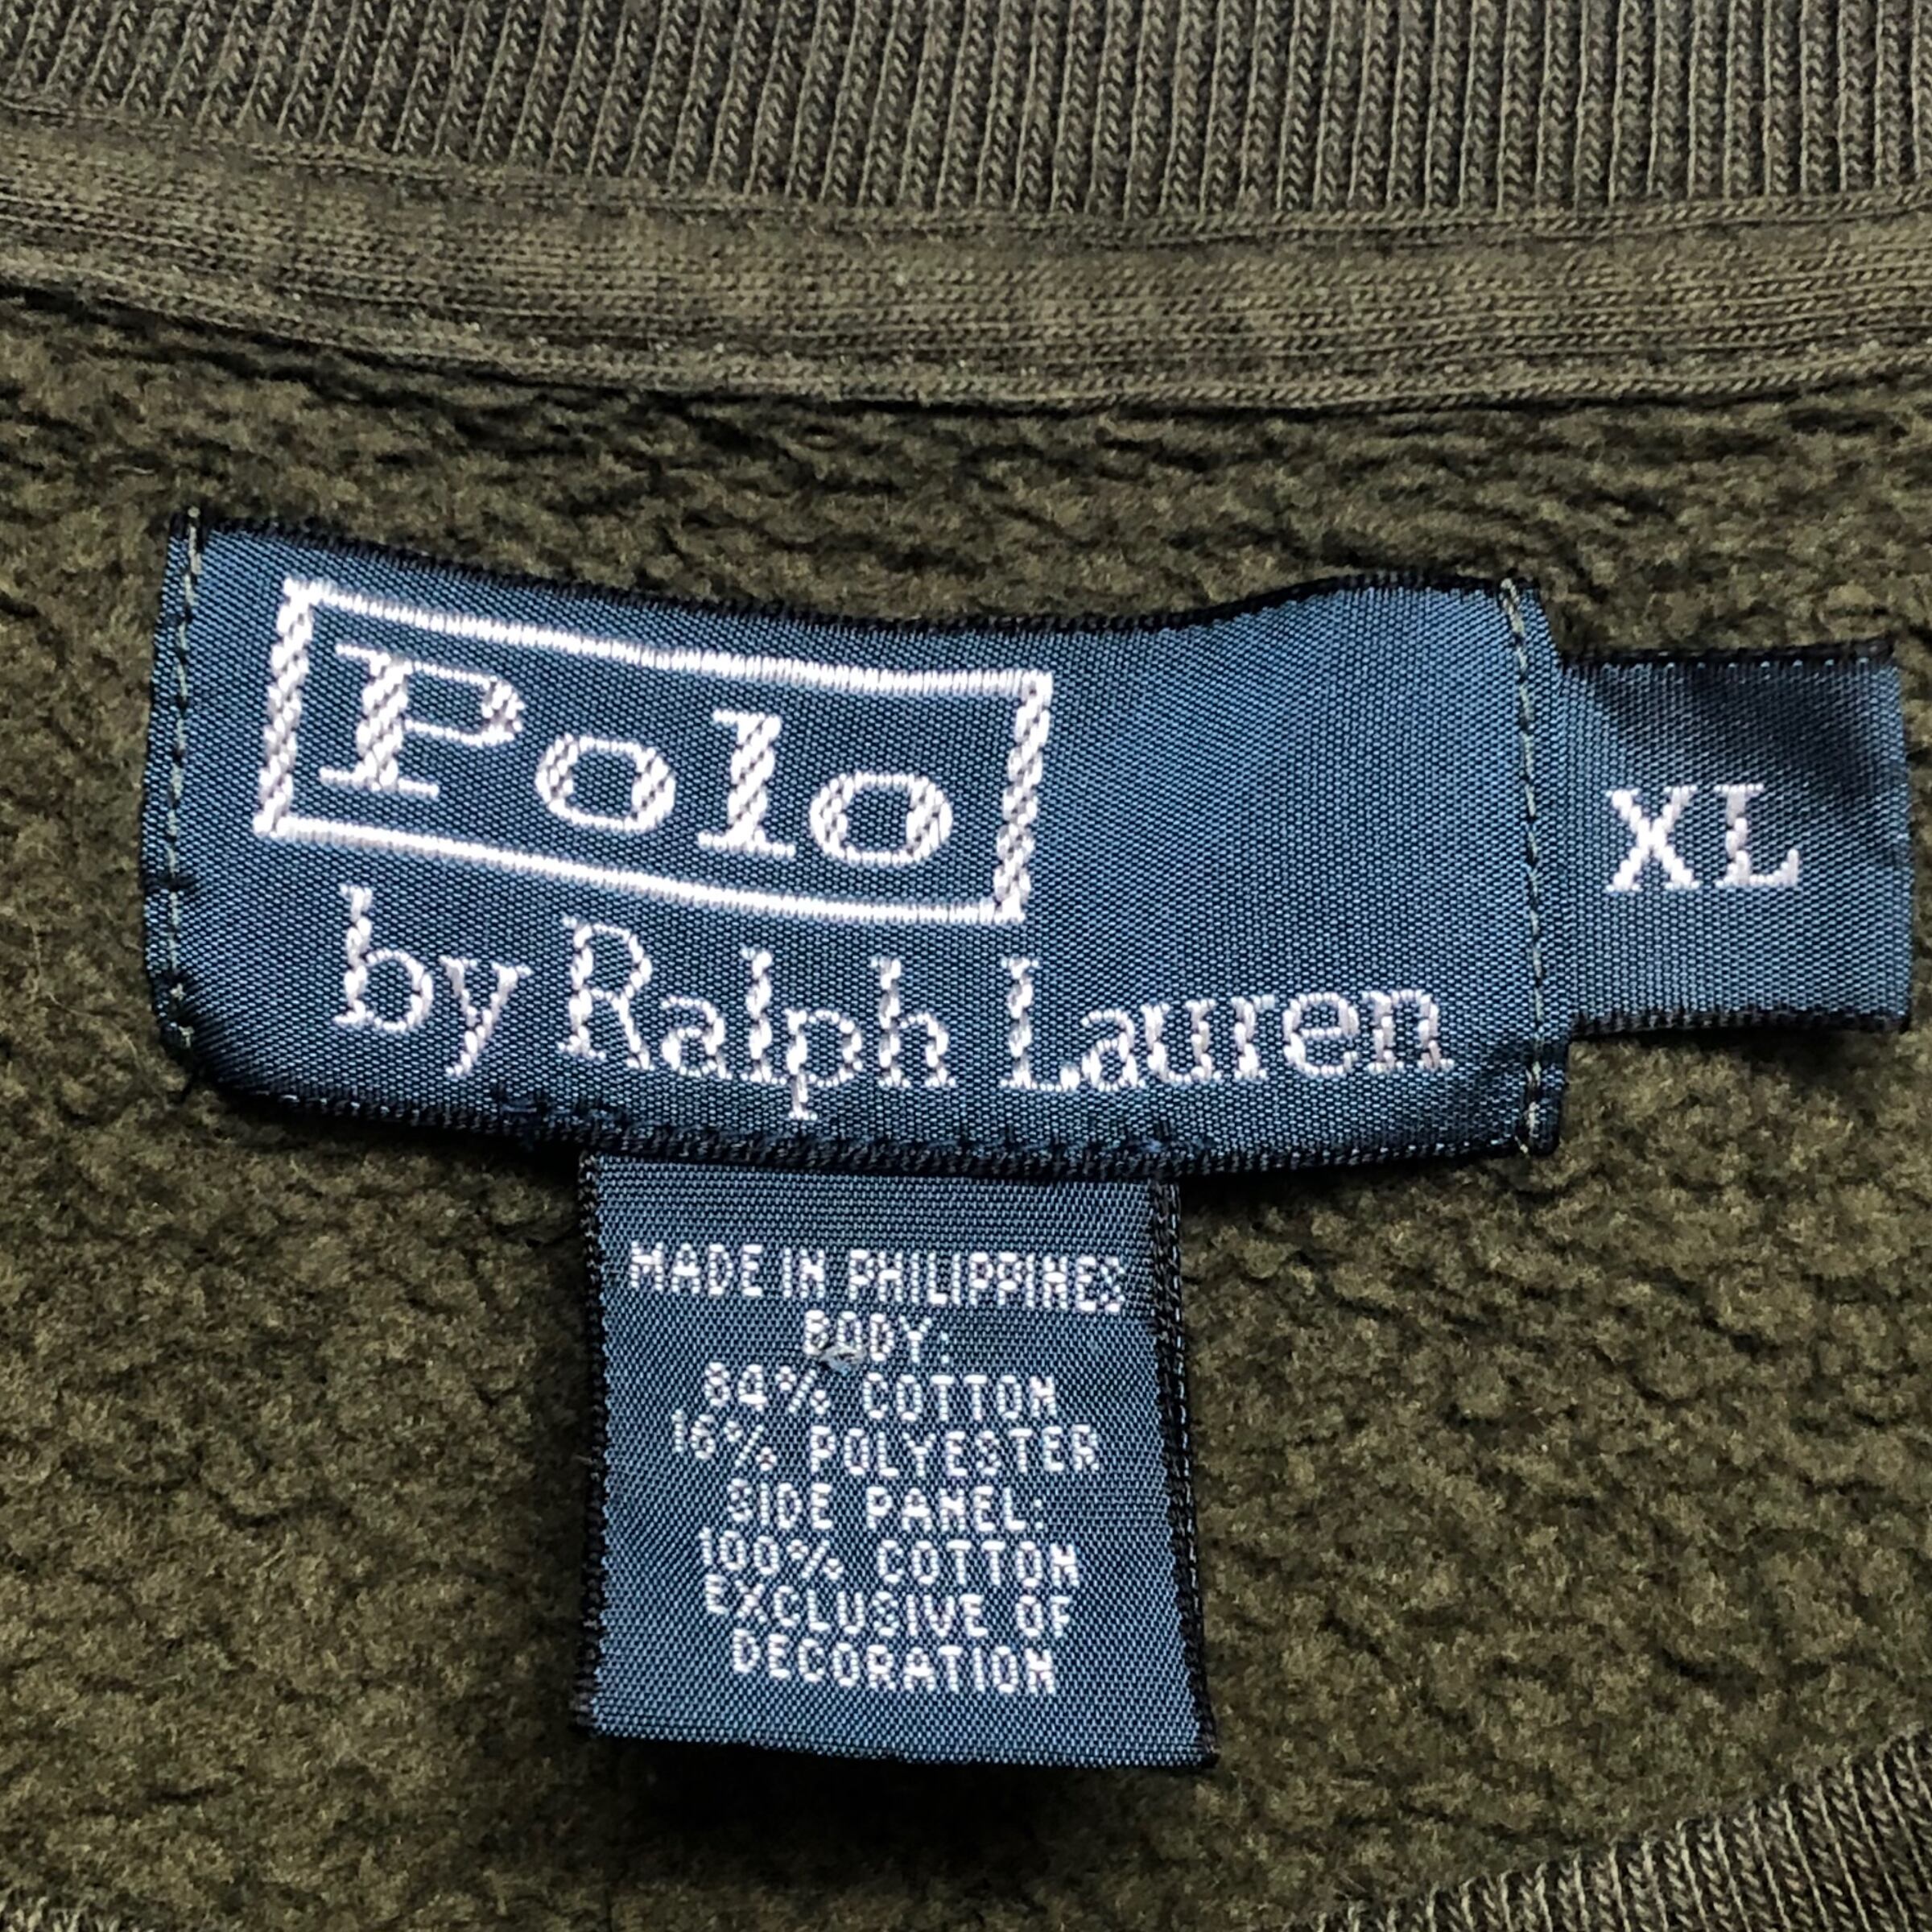 Polo
by Ralph Lauren
XL
MADE IN PHILIPPINES
BODY:
84% COTTON
16% POLYESTER
SIDE PANEL:
100% COTTON
EXCLUSIVE OF
DECORATION